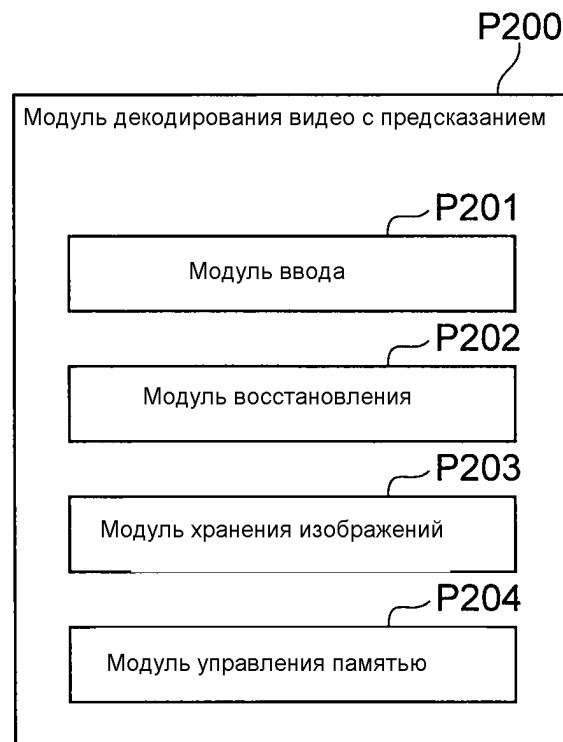 P200
Модуль декодирования видео с предсказанием
P201
Модуль ввода
P202
Модуль восстановления
P203
Модуль хранения изображений
P204
Модуль управления памятью